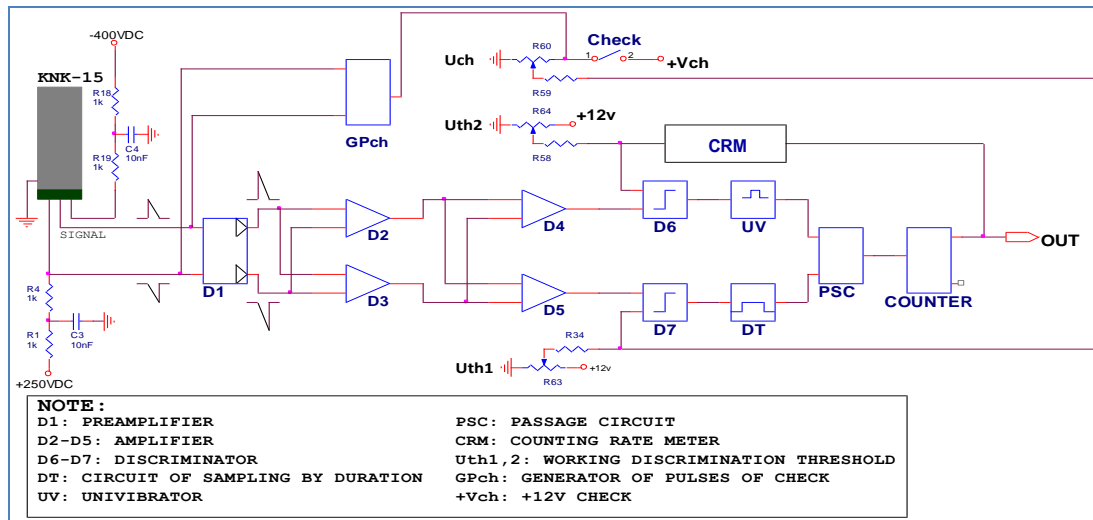 -400VDC
KNK-15
R18
1k
C4
10nF
R19
1k
SIGNAL
R4
1k
R1
1k
C3
10nF
+250VDC
GPch
D1
D2
D3
D4
D5
D6
D7
UV
DT
PSC
COUNTER
OUT
CRM
Uch
R60
Check
1
2
+Vch
R59
Uth2
R64
+12v
R58
R34
Uth1
R63
+12v
NOTE:
D1: PREAMPLIFIER
D2-D5: AMPLIFIER
D6-D7: DISCRIMINATOR
DT: CIRCUIT OF SAMPLING BY DURATION
UV: UNIVIBRATOR
PSC: PASSAGE CIRCUIT
CRM: COUNTING RATE METER
Uth1,2: WORKING DISCRIMINATION THRESHOLD
GPch: GENERATOR OF PULSES OF CHECK
+Vch: +12V CHECK